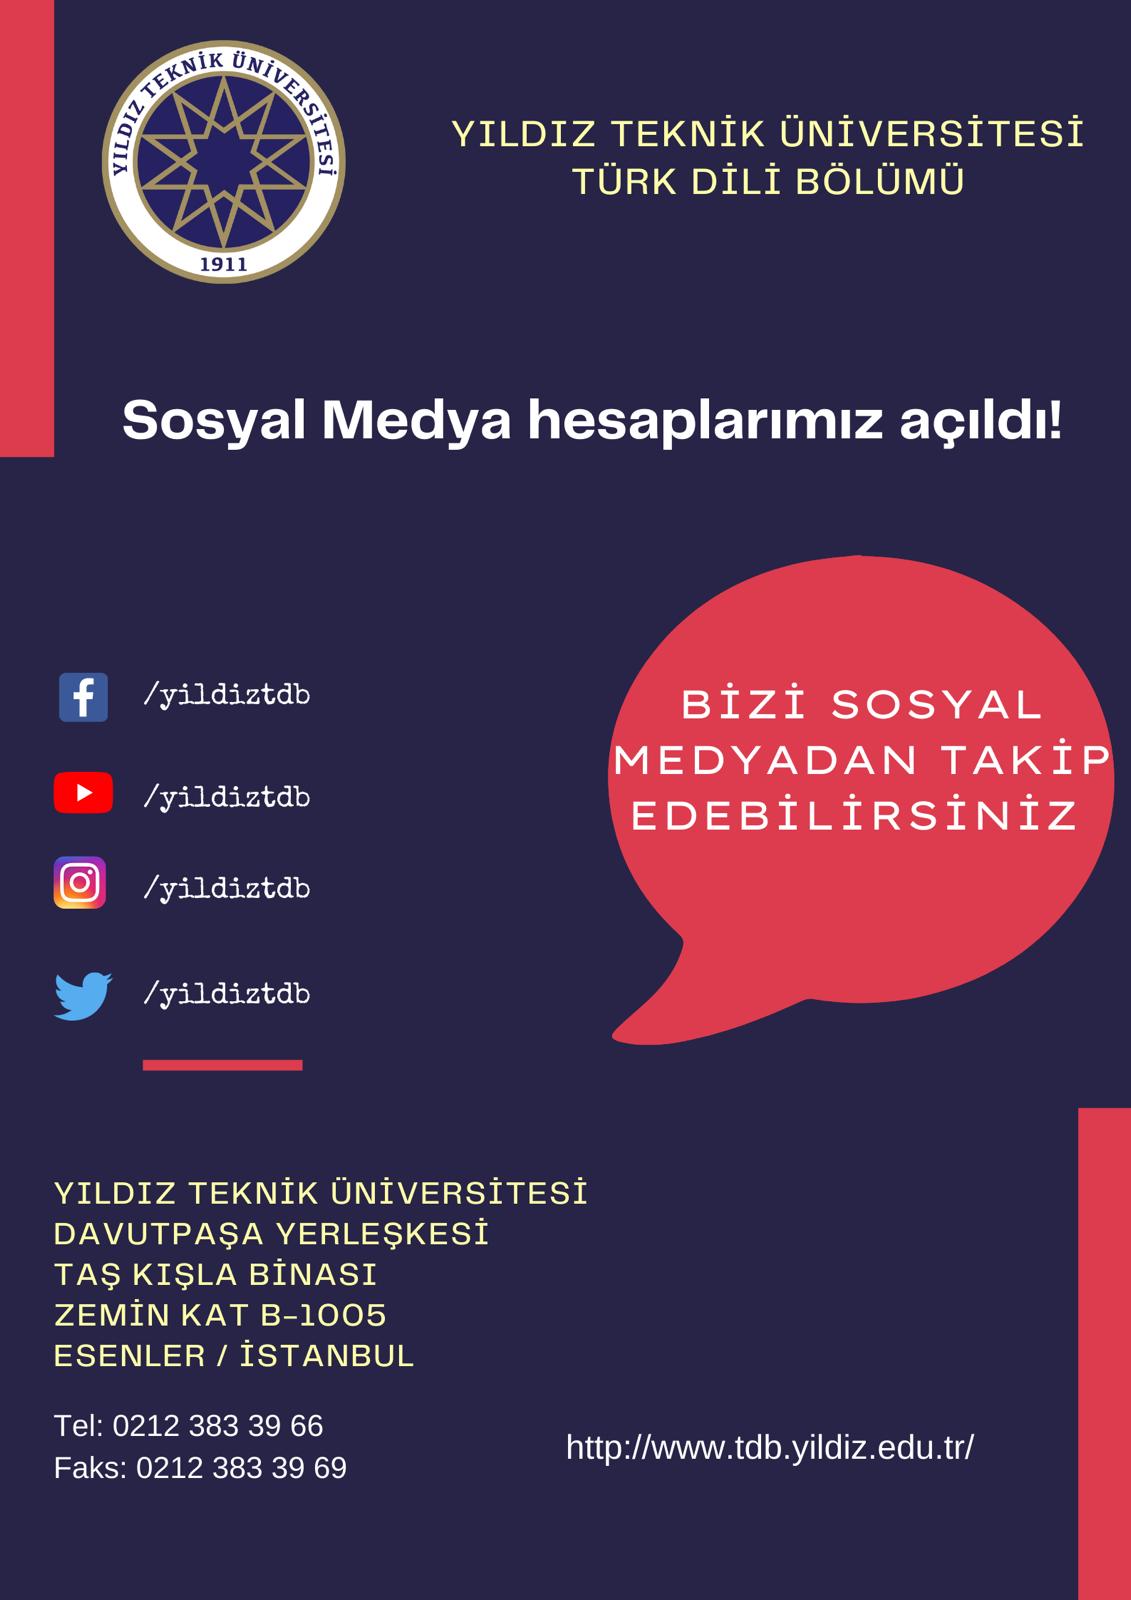 YILDIZ TEKNİK ÜNİVERSİTESİ
1911
YILDIZ TEKNİK ÜNİVERSİTESİ
TÜRK DİLİ BÖLÜMÜ
Sosyal Medya hesaplarımız açıldı!
/yildiztdb
/yildiztdb
/yildiztdb
/yildiztdb
BİZİ SOSYAL
MEDYADAN TAKİP
EDEBİLİRSİNİZ
YILDIZ TEKNİK ÜNİVERSİTESİ
DAVUTPAŞA YERLEŞKESİ
TAŞ KIŞLA BİNASI
ZEMİN KAT B-1005
ESENLER / İSTANBUL
Tel: 0212 383 39 66
Faks: 0212 383 39 69
http://www.tdb.yildiz.edu.tr/